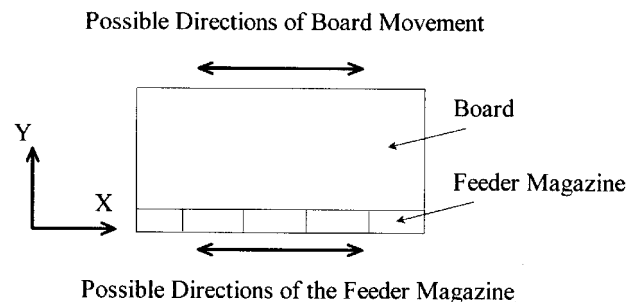 Possible Directions of Board Movement
Board
Y
Feeder Magazine
X
Possible Directions of the Feeder Magazine